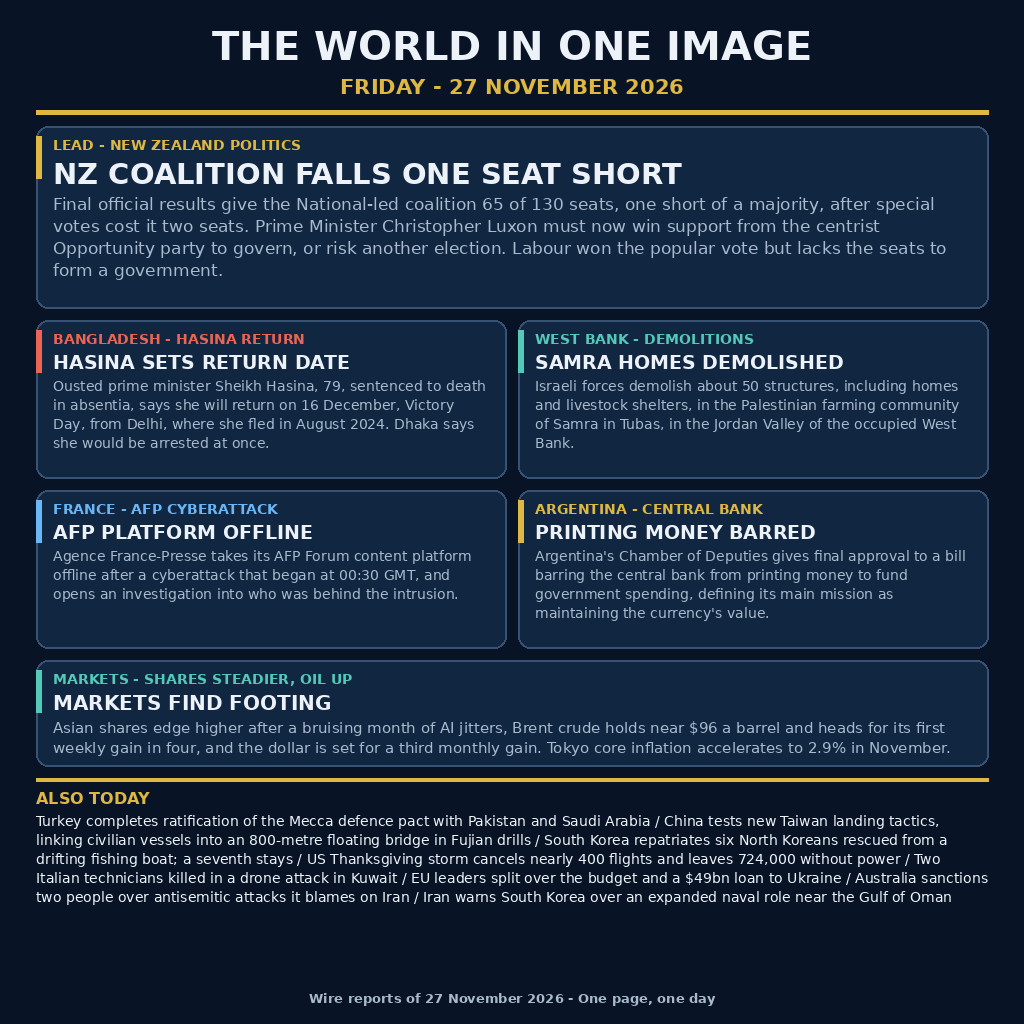 THE WORLD IN ONE IMAGE
FRIDAY - 27 NOVEMBER 2026
LEAD - NEW ZEALAND POLITICS
NZ COALITION FALLS ONE SEAT SHORT
Final official results give the National-led coalition 65 of 130 seats, one short of a majority, after special
votes cost it two seats. Prime Minister Christopher Luxon must now win support from the centrist
Opportunity party to govern, or risk another election. Labour won the popular vote but lacks the seats to
form a government.
BANGLADESH - HASINA RETURN
HASINA SETS RETURN DATE
Ousted prime minister Sheikh Hasina, 79, sentenced to death
in absentia, says she will return on 16 December, Victory
Day, from Delhi, where she fled in August 2024. Dhaka says
she would be arrested at once.
WEST BANK - DEMOLITIONS
SAMRA HOMES DEMOLISHED
Israeli forces demolish about 50 structures, including homes
and livestock shelters, in the Palestinian farming community
of Samra in Tubas, in the Jordan Valley of the occupied West
Bank.
FRANCE - AFP CYBERATTACK
AFP PLATFORM OFFLINE
Agence France-Presse takes its AFP Forum content platform
offline after a cyberattack that began at 00:30 GMT, and
opens an investigation into who was behind the intrusion.
ARGENTINA - CENTRAL BANK
PRINTING MONEY BARRED
Argentina's Chamber of Deputies gives final approval to a bill
barring the central bank from printing money to fund
government spending, defining its main mission as
maintaining the currency's value.
MARKETS - SHARES STEADIER, OIL UP
MARKETS FIND FOOTING
Asian shares edge higher after a bruising month of AI jitters, Brent crude holds near $96 a barrel and heads for its first
weekly gain in four, and the dollar is set for a third monthly gain. Tokyo core inflation accelerates to 2.9% in November.
ALSO TODAY
Turkey completes ratification of the Mecca defence pact with Pakistan and Saudi Arabia / China tests new Taiwan landing tactics,
linking civilian vessels into an 800-metre floating bridge in Fujian drills / South Korea repatriates six North Koreans rescued from a
drifting fishing boat; a seventh stays / US Thanksgiving storm cancels nearly 400 flights and leaves 724,000 without power / Two
Italian technicians killed in a drone attack in Kuwait / EU leaders split over the budget and a $49bn loan to Ukraine / Australia sanctions
two people over antisemitic attacks it blames on Iran / Iran warns South Korea over an expanded naval role near the Gulf of Oman
Wire reports of 27 November 2026 - One page, one day